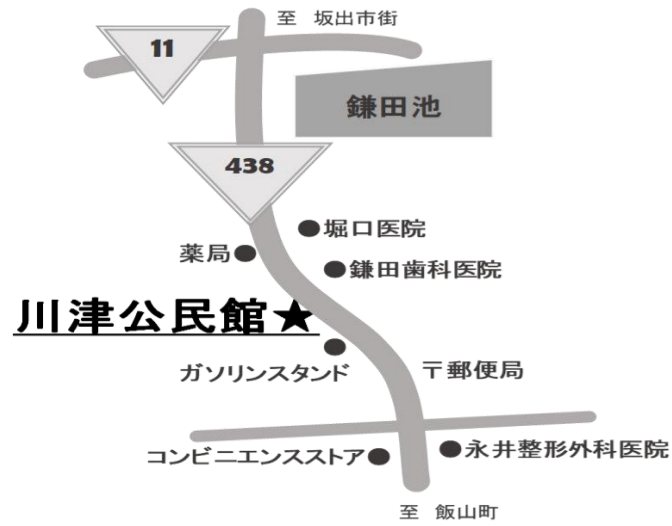 至 坂出市街
11
鎌田池
438
堀口医院
薬局
鎌田歯科医院
川津公民館★
ガソリンスタンド
〒郵便局
コンビニエンスストア
永井整形外科医院
至 飯山町